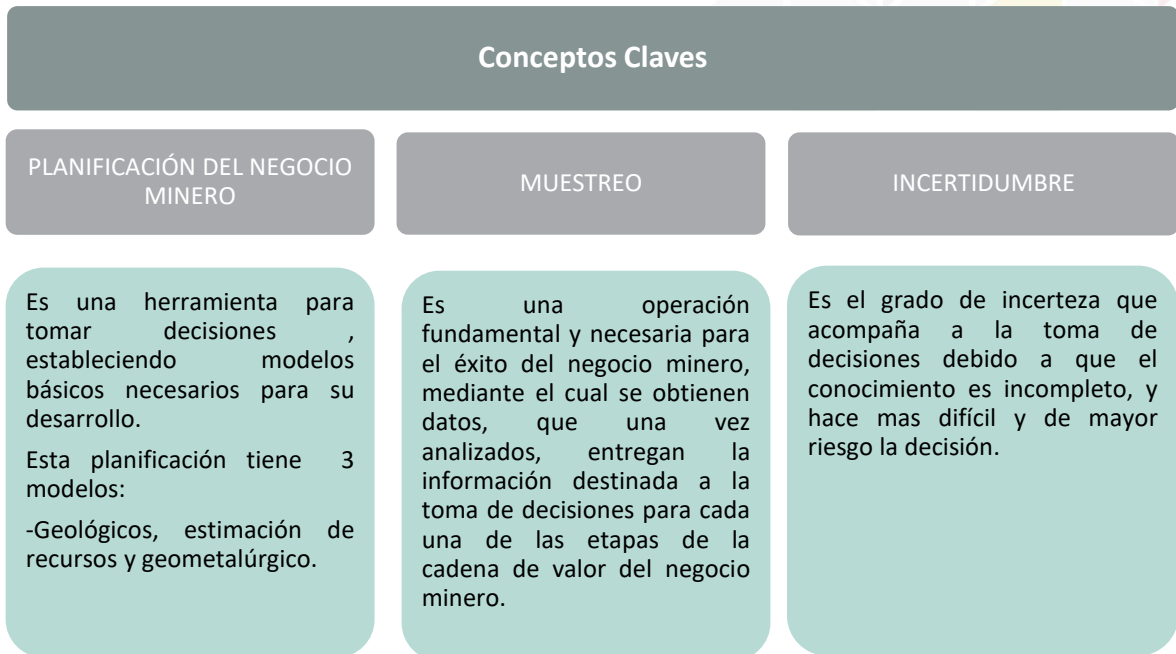 Conceptos Claves
PLANIFICACIÓN DEL NEGOCIO
MINERO
MUESTREO
INCERTIDUMBRE
Es una herramienta para
tomar decisiones ,
estableciendo modelos
básicos necesarios para su
desarrollo.
Esta planificación tiene 3
modelos:
-Geológicos, estimación de
recursos y geometalúrgico.
Es una operación
fundamental y necesaria para
el éxito del negocio minero,
mediante el cual se obtienen
datos, que una vez
analizados, entregan la
información destinada a la
toma de decisiones para cada
una de las etapas de la
cadena de valor del negocio
minero.
Es el grado de incerteza que
acompaña a la toma de
decisiones debido a que el
conocimiento es incompleto, y
hace mas difícil y de mayor
riesgo la decisión.